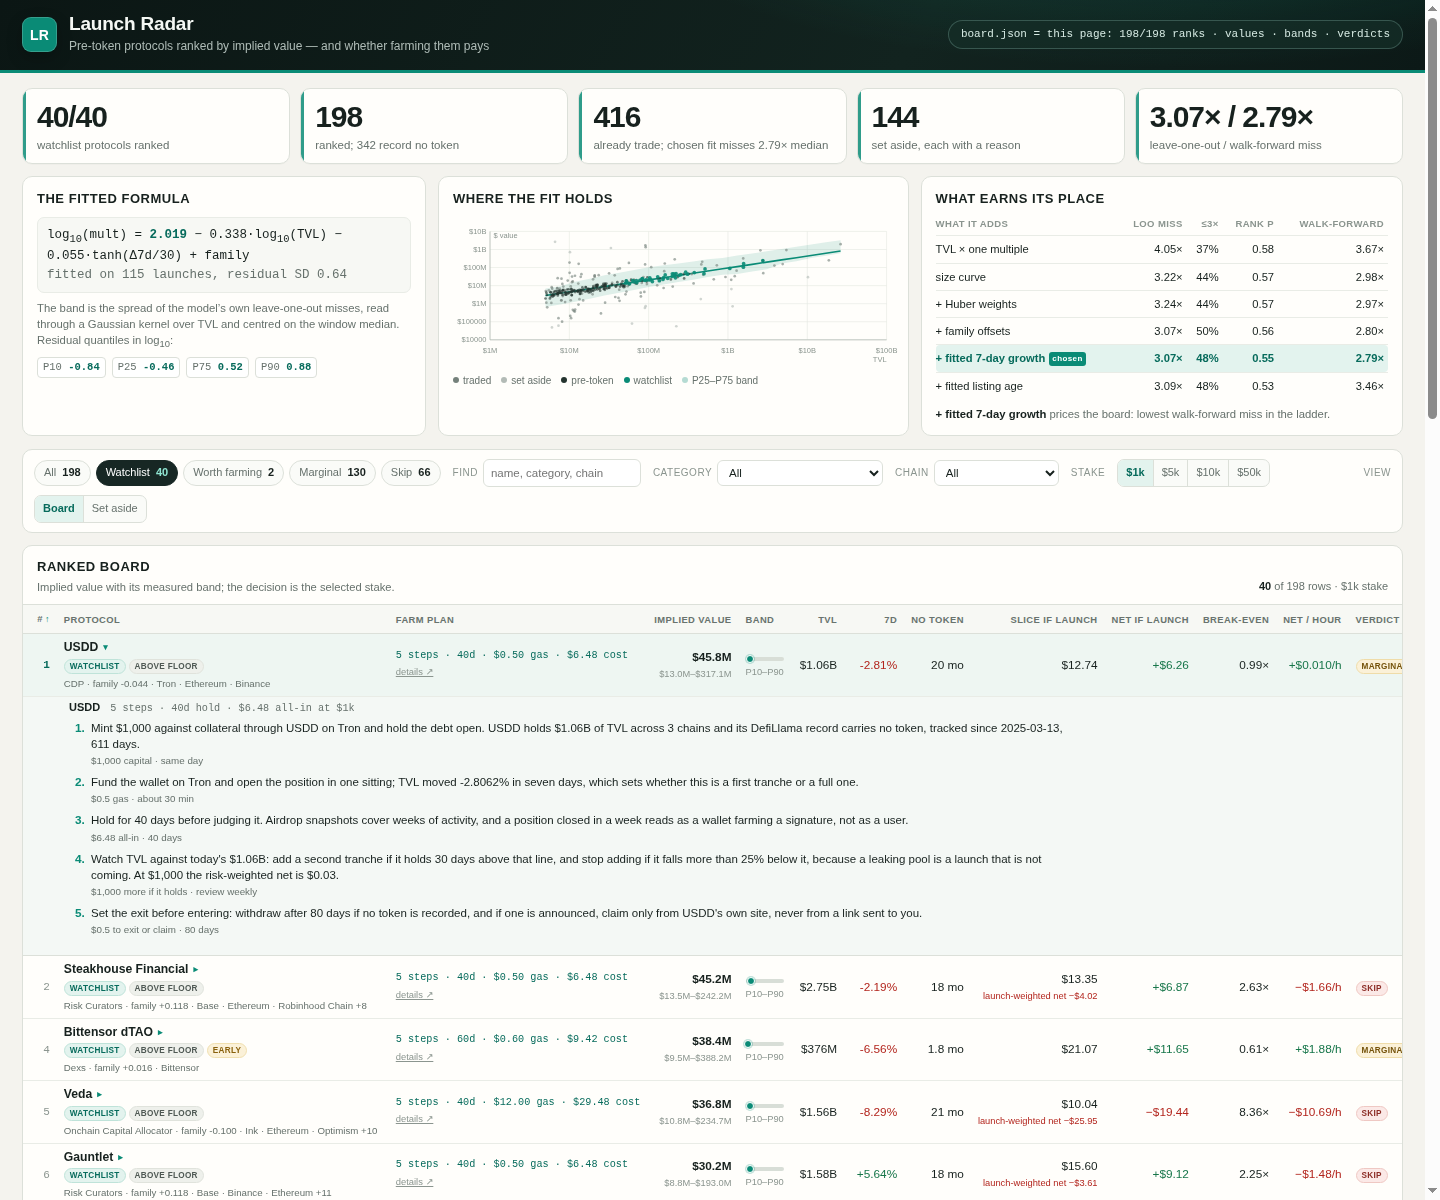 LR
Launch Radar
Pre-token protocols ranked by implied value — and whether farming them pays
board.json = this page: 198/198 ranks · values · bands · verdicts
40/40
watchlist protocols ranked
198
ranked; 342 record no token
416
already trade; chosen fit misses 2.79× median
144
set aside, each with a reason
3.07× / 2.79×
leave-one-out / walk-forward miss
THE FITTED FORMULA
log10(mult) = 2.019 − 0.338·log10(TVL) −
0.055·tanh(Δ7d/30) + family
fitted on 115 launches, residual SD 0.64
The band is the spread of the model's own leave-one-out misses, read
through a Gaussian kernel over TVL and centred on the window median.
Residual quantiles in log10:
P10 -0.84 P25 -0.46 P75 0.52 P90 0.88
WHERE THE FIT HOLDS
$ value
$10B
$1B
$100M
$10M
$1M
$100000
$10000
$1M $10M $100M $1B $10B $100B
TVL
traded set aside pre-token watchlist P25–P75 band
WHAT EARNS ITS PLACE
WHAT IT ADDS LOO MISS ≤3× RANK P WALK-FORWARD
TVL × one multiple 4.05× 37% 0.58 3.67×
size curve 3.22× 44% 0.57 2.98×
+ Huber weights 3.24× 44% 0.57 2.97×
+ family offsets 3.07× 50% 0.56 2.80×
+ fitted 7-day growth chosen 3.07× 48% 0.55 2.79×
+ fitted listing age 3.09× 48% 0.53 3.46×
+ fitted 7-day growth prices the board: lowest walk-forward miss in the ladder.
All 198 Watchlist 40 Worth farming 2 Marginal 130 Skip 66 FIND name, category, chain CATEGORY All CHAIN All STAKE $1k $5k $10k $50k VIEW
Board Set aside
RANKED BOARD
Implied value with its measured band; the decision is the selected stake.
40 of 198 rows · $1k stake
# ↑ PROTOCOL FARM PLAN IMPLIED VALUE BAND TVL 7D NO TOKEN SLICE IF LAUNCH NET IF LAUNCH BREAK-EVEN NET / HOUR VERDICT
1 USDD ▾ 5 steps · 40d · $0.50 gas · $6.48 cost $45.8M $1.06B -2.81% 20 mo $12.74 +$6.26 0.99× +$0.010/h MARGINA
WATCHLIST ABOVE FLOOR details ↗ $13.0M–$317.1M P10–P90
CDP · family -0.044 · Tron · Ethereum · Binance
USDD 5 steps · 40d hold · $6.48 all-in at $1k
1. Mint $1,000 against collateral through USDD on Tron and hold the debt open. USDD holds $1.06B of TVL across 3 chains and its DefiLlama record carries no token, tracked since 2025-03-13,
611 days.
$1,000 capital · same day
2. Fund the wallet on Tron and open the position in one sitting; TVL moved -2.8062% in seven days, which sets whether this is a first tranche or a full one.
$0.5 gas · about 30 min
3. Hold for 40 days before judging it. Airdrop snapshots cover weeks of activity, and a position closed in a week reads as a wallet farming a signature, not as a user.
$6.48 all-in · 40 days
4. Watch TVL against today's $1.06B: add a second tranche if it holds 30 days above that line, and stop adding if it falls more than 25% below it, because a leaking pool is a launch that is not
coming. At $1,000 the risk-weighted net is $0.03.
$1,000 more if it holds · review weekly
5. Set the exit before entering: withdraw after 80 days if no token is recorded, and if one is announced, claim only from USDD's own site, never from a link sent to you.
$0.5 to exit or claim · 80 days
2 Steakhouse Financial ▸ 5 steps · 40d · $0.50 gas · $6.48 cost $45.2M $2.75B -2.19% 18 mo $13.35 +$6.87 2.63× −$1.66/h SKIP
WATCHLIST ABOVE FLOOR details ↗ $13.5M–$242.2M P10–P90 launch-weighted net −$4.02
Risk Curators · family +0.118 · Base · Ethereum · Robinhood Chain +8
4 Bittensor dTAO ▸ 5 steps · 60d · $0.60 gas · $9.42 cost $38.4M $376M -6.56% 1.8 mo $21.07 +$11.65 0.61× +$1.88/h MARGINA
WATCHLIST ABOVE FLOOR EARLY details ↗ $9.5M–$388.2M P10–P90
Dexs · family +0.016 · Bittensor
5 Veda ▸ 5 steps · 40d · $12.00 gas · $29.48 cost $36.8M $1.56B -8.29% 21 mo $10.04 −$19.44 8.36× −$10.69/h SKIP
WATCHLIST ABOVE FLOOR details ↗ $10.8M–$234.7M P10–P90 launch-weighted net −$25.95
Onchain Capital Allocator · family -0.100 · Ink · Ethereum · Optimism +10
6 Gauntlet ▸ 5 steps · 40d · $0.50 gas · $6.48 cost $30.2M $1.58B +5.64% 18 mo $15.60 +$9.12 2.25× −$1.48/h SKIP
WATCHLIST ABOVE FLOOR details ↗ $8.8M–$193.0M P10–P90 launch-weighted net −$3.61
Risk Curators · family +0.118 · Base · Binance · Ethereum +11